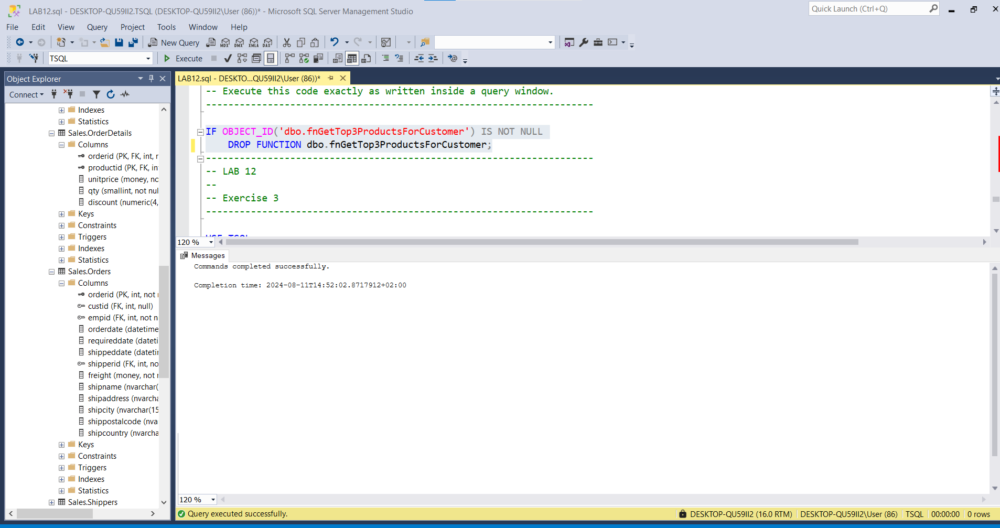 LAB12.sql - DESKTOP-QU59II2.TSQL (DESKTOP-QU59II2\User (86))* - Microsoft SQL Server Management Studio
Quick Launch (Ctrl+Q)
File Edit View Query Project Tools Window Help
New Query
MDX DMX XMLA DAX
TSQL
Execute
Object Explorer
Connect
Indexes
Statistics
Sales.OrderDetails
Columns
orderid (PK, FK, int, r
productid (PK, FK, in
unitprice (money, no
qty (smallint, not nul
discount (numeric(4,
Keys
Constraints
Triggers
Indexes
Statistics
Sales.Orders
Columns
orderid (PK, int, not
custid (FK, int, null)
empid (FK, int, not n
orderdate (datetime
requireddate (dateti
shippeddate (dateti
shipperid (FK, int, no
freight (money, not
shipname (nvarchar(
shipaddress (nvarcha
shipcity (nvarchar(15
shippostalcode (nva
shipcountry (nvarcha
Keys
Constraints
Triggers
Indexes
Statistics
Sales.Shippers
LAB12.sql - DESKTO...QU59II2\User (86))*
-- Execute this code exactly as written inside a query window.
---------------------------------------------------------------------
IF OBJECT_ID('dbo.fnGetTop3ProductsForCustomer') IS NOT NULL
DROP FUNCTION dbo.fnGetTop3ProductsForCustomer;
---------------------------------------------------------------------
-- LAB 12
--
-- Exercise 3
---------------------------------------------------------------------
USE TSQL
120 %
Messages
Commands completed successfully.
Completion time: 2024-08-11T14:52:02.8717912+02:00
120 %
Query executed successfully.
DESKTOP-QU59II2 (16.0 RTM) DESKTOP-QU59II2\User (86) TSQL 00:00:00 0 rows